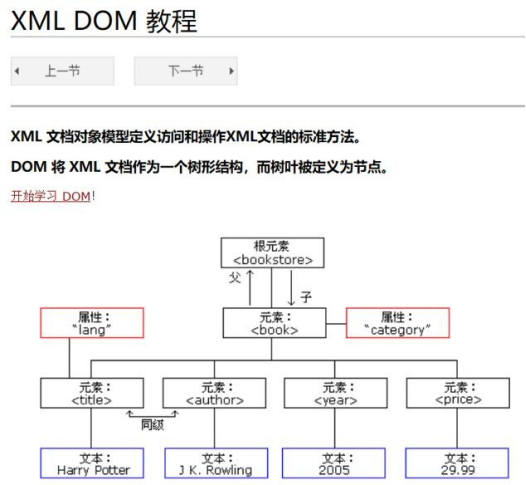 XML DOM 教程
上一节 下一节
XML 文档对象模型定义访问和操作XML文档的标准方法。
DOM 将 XML 文档作为一个树形结构，而树叶被定义为节点。
开始学习 DOM!
根元素
<bookstore>
父
子
属性：
"lang"
元素：
<book>
属性：
"category"
元素：
<title>
元素：
<author>
元素：
<year>
元素：
<price>
同级
文本：
Harry Potter
文本：
J K. Rowling
文本：
2005
文本：
29.99